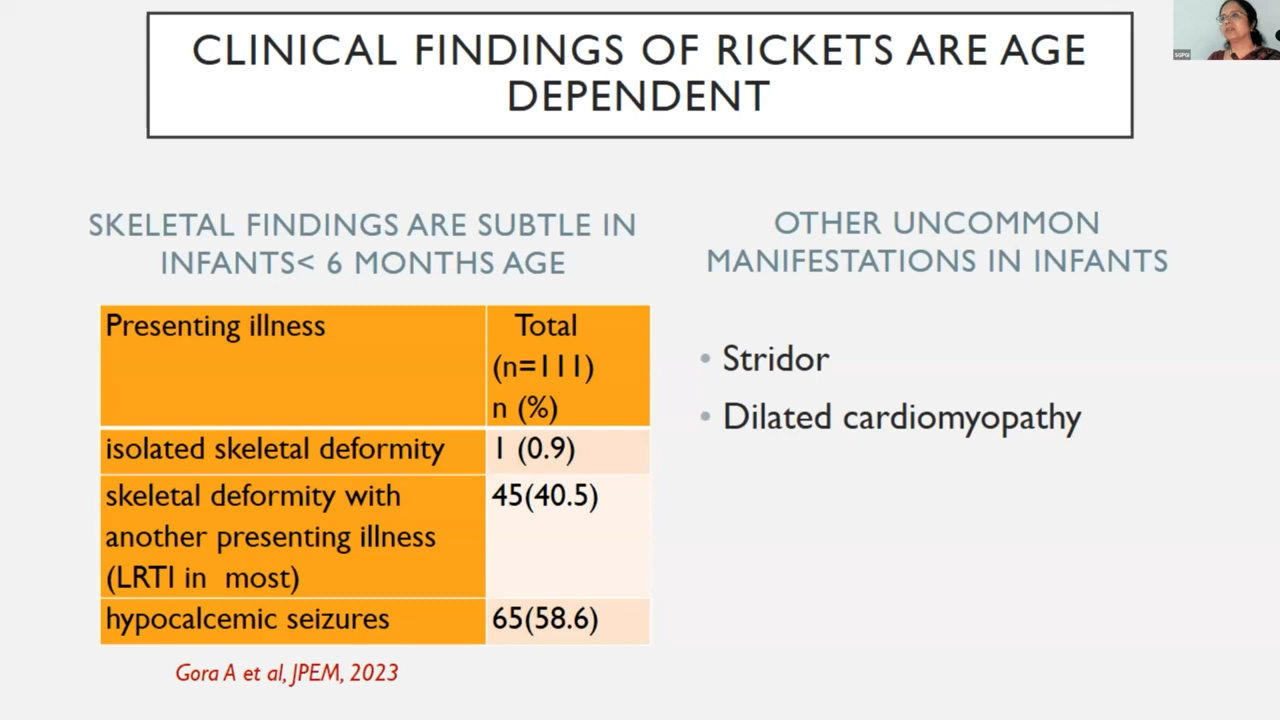 CLINICAL FINDINGS OF RICKETS ARE AGE
DEPENDENT
SGPGI
SKELETAL FINDINGS ARE SUBTLE IN
INFANTS< 6 MONTHS AGE
Presenting illness
Total
(n=111)
n (%)
isolated skeletal deformity
1 (0.9)
skeletal deformity with
another presenting illness
(LRTI in most)
45(40.5)
hypocalcemic seizures
65(58.6)
Gora A et al, JPEM, 2023
OTHER UNCOMMON
MANIFESTATIONS IN INFANTS
• Stridor
• Dilated cardiomyopathy